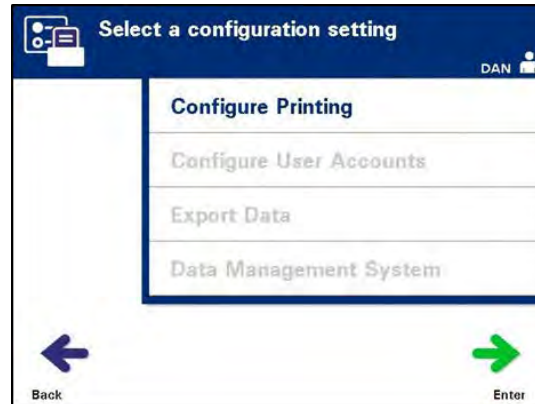 Select a configuration setting
DAN
Configure Printing
Configure User Accounts
Export Data
Data Management System
Back
Enter